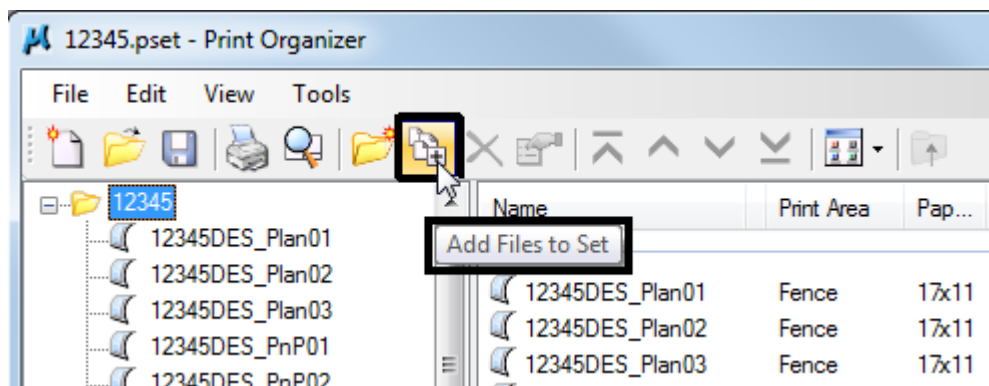 12345.pset - Print Organizer
File Edit View Tools
12345
12345DES_Plan01
12345DES_Plan02
12345DES_Plan03
12345DES_PnP01
12345DES_PnP02
Name Print Area Pap...
Add Files to Set
12345DES_Plan01 Fence 17x11
12345DES_Plan02 Fence 17x11
12345DES_Plan03 Fence 17x11